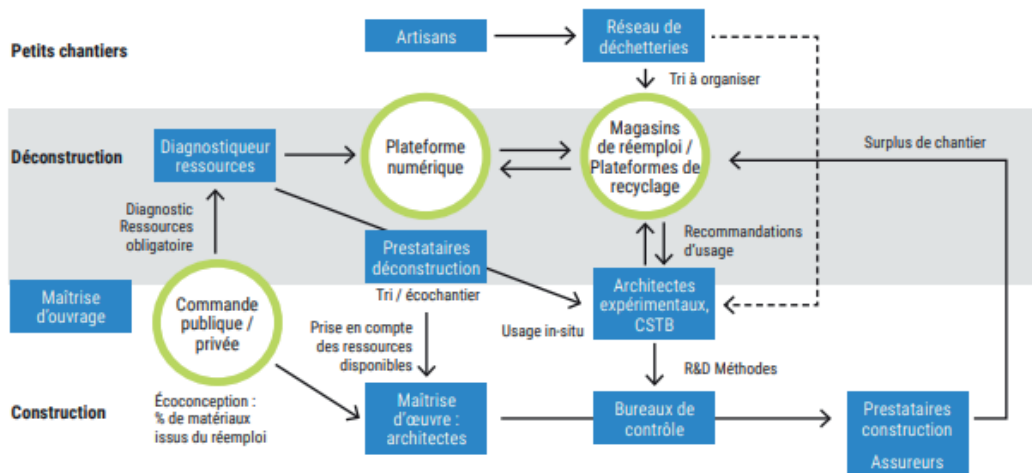 Petits chantiers
Artisans
Réseau de
déchetteries
Tri à organiser
Déconstruction
Diagnostiqueur
ressources
Plateforme
numérique
Magasins
de réemploi /
Plateformes de
recyclage
Surplus de chantier
Diagnostic
Ressources
obligatoire
Prestataires
déconstruction
Tri / écochantier
Recommandations
d'usage
Maîtrise
d'ouvrage
Commande
publique /
privée
Architectes
expérimentaux,
CSTB
Usage in-situ
Prise en compte
des ressources
disponibles
R&D Méthodes
Construction
Écoconception :
% de matériaux
issus du réemploi
Maîtrise
d'œuvre :
architectes
Bureaux de
contrôle
Prestataires
construction
Assureurs